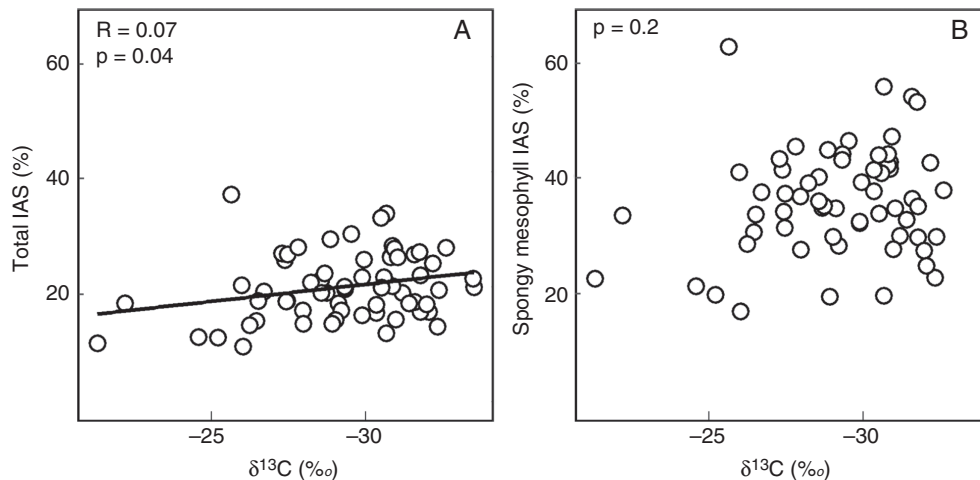 R = 0.07
p = 0.04
A
60
40
20
Total IAS (%)
−25
−30
δ¹³C (‰)
p = 0.2
B
60
40
20
Spongy mesophyll IAS (%)
−25
−30
δ¹³C (‰)